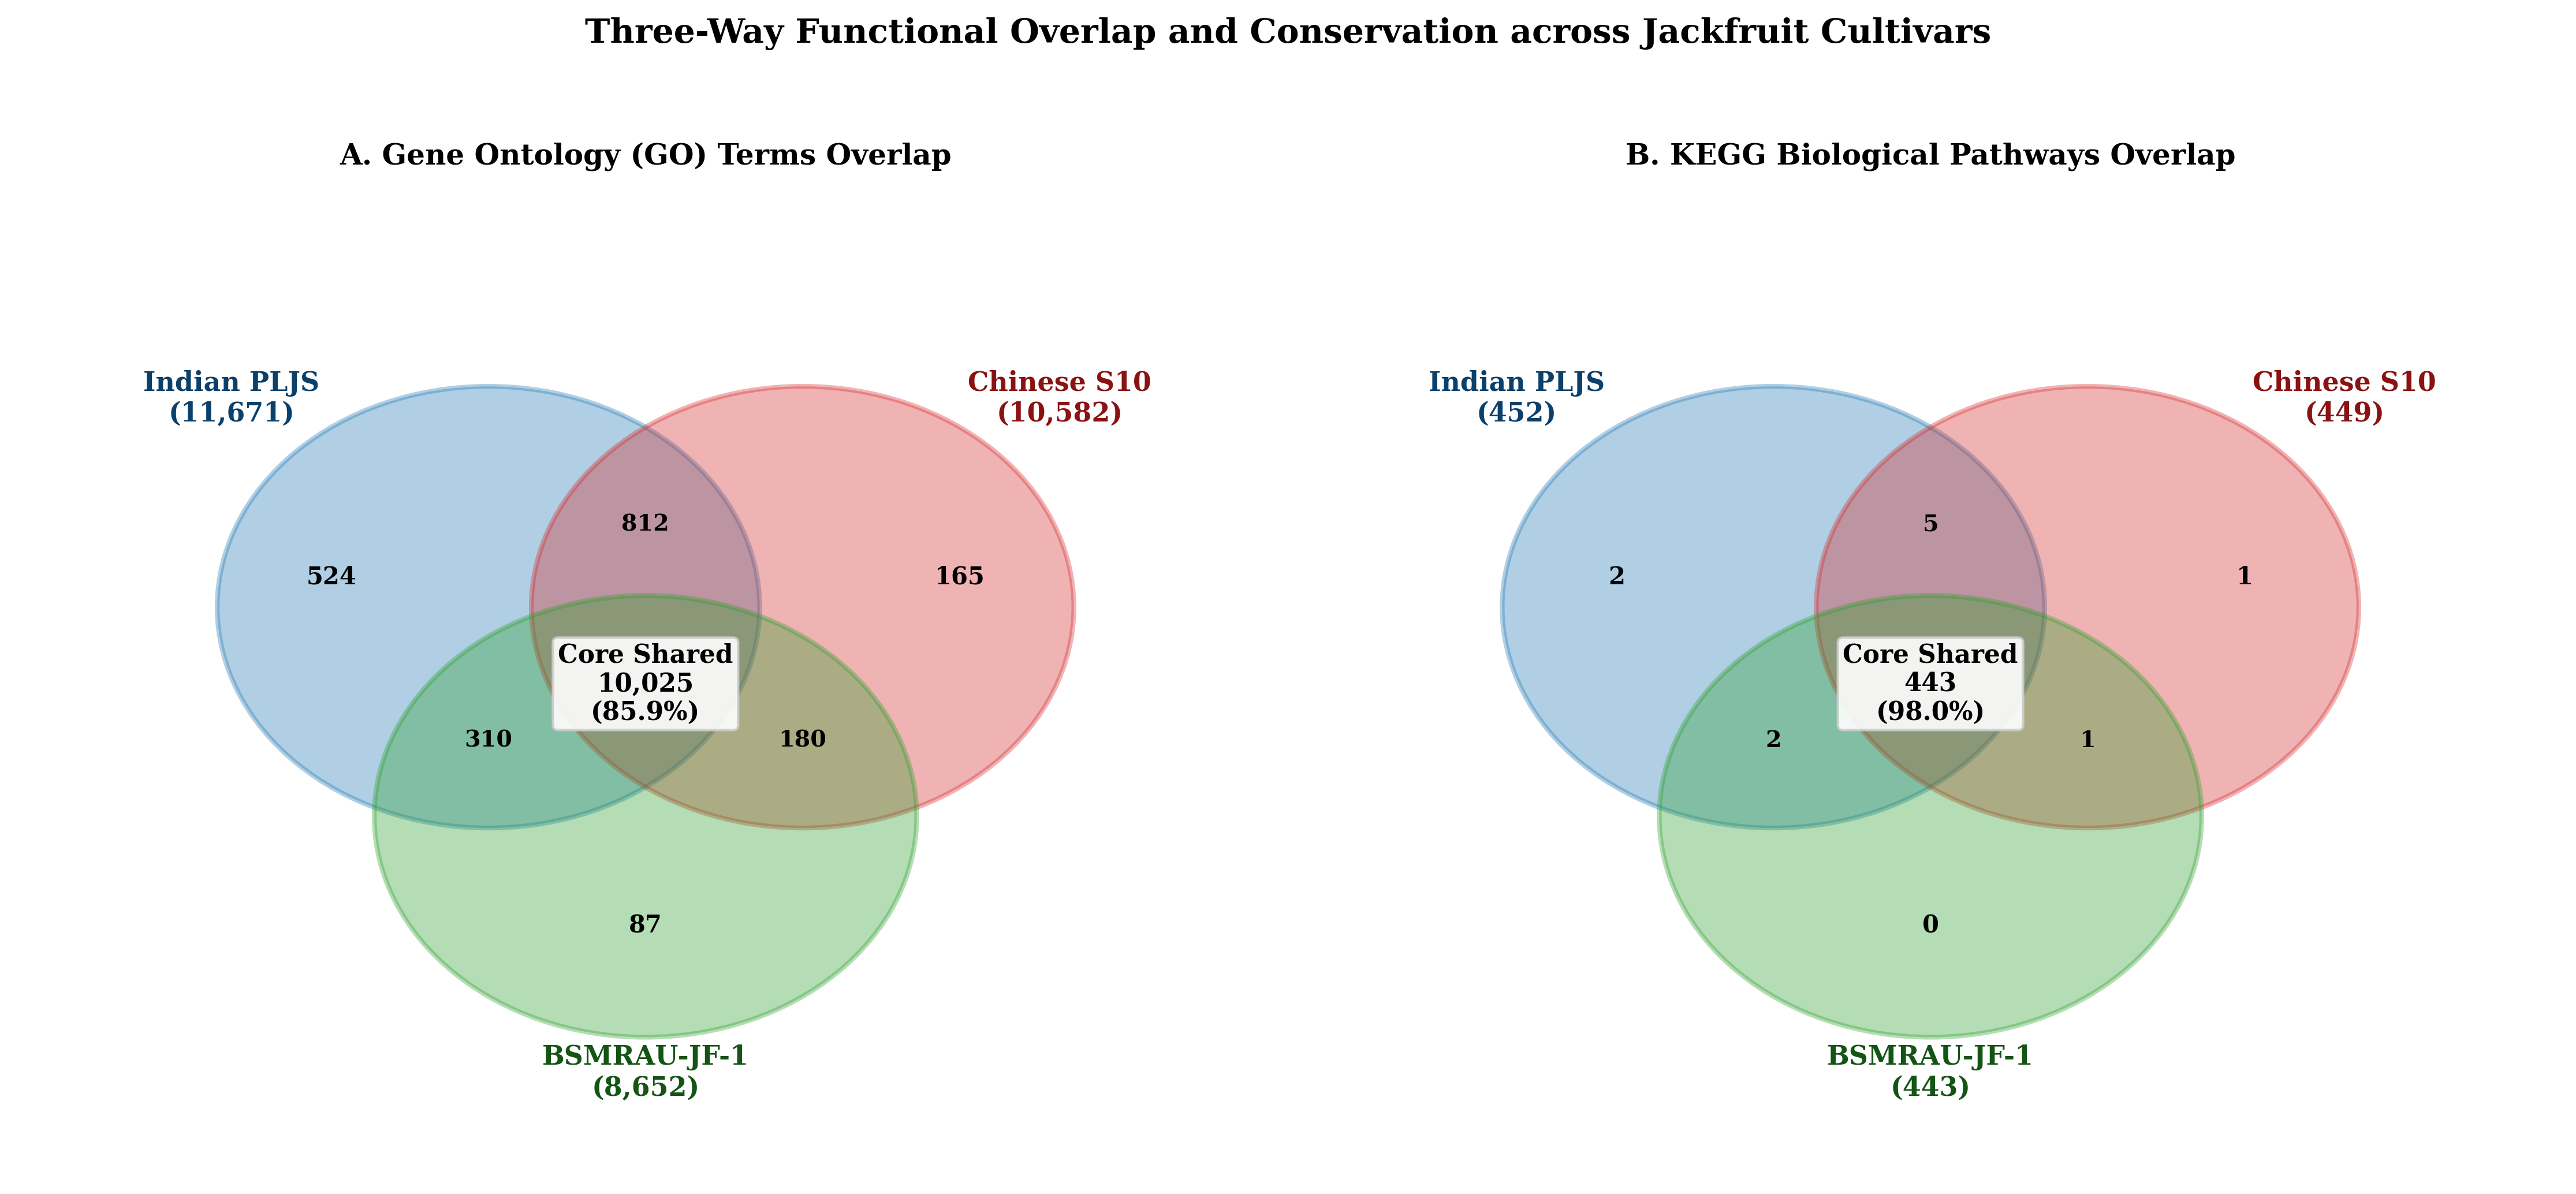 Three-Way Functional Overlap and Conservation across Jackfruit Cultivars
A. Gene Ontology (GO) Terms Overlap
Indian PLJS
(11,671)
Chinese S10
(10,582)
812
524
165
Core Shared
10,025
(85.9%)
310
180
87
BSMRAU-JF-1
(8,652)
B. KEGG Biological Pathways Overlap
Indian PLJS
(452)
Chinese S10
(449)
5
2
1
Core Shared
443
(98.0%)
2
1
0
BSMRAU-JF-1
(443)